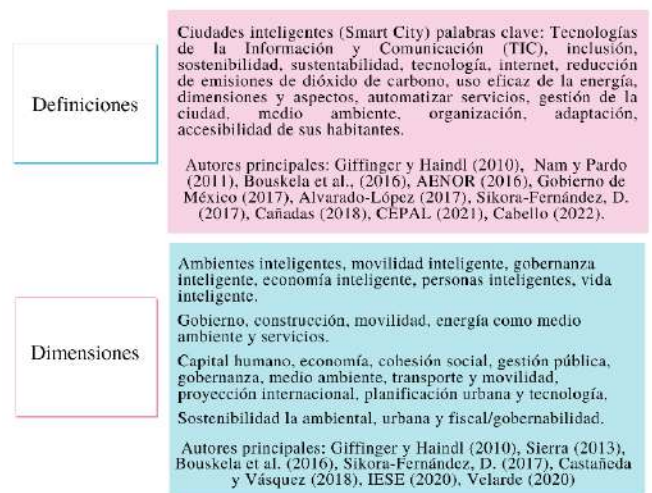 Definiciones
Ciudades inteligentes (Smart City) palabras clave: Tecnologías
de la Información y Comunicación (TIC), inclusión,
sostenibilidad, sustentabilidad, tecnología, internet, reducción
de emisiones de dióxido de carbono, uso eficaz de la energía,
dimensiones y aspectos, automatizar servicios, gestión de la
ciudad, medio ambiente, organización, adaptación,
accesibilidad de sus habitantes.
Autores principales: Giffinger y Haindl (2010), Nam y Pardo
(2011), Bouskela et al., (2016), AENOR (2016), Gobierno de
México (2017), Alvarado-López (2017), Sikora-Fernández, D.
(2017), Cañadas (2018), CEPAL (2021), Cabello (2022).
Dimensiones
Ambientes inteligentes, movilidad inteligente, gobernanza
inteligente, economía inteligente, personas inteligentes, vida
inteligente.
Gobierno, construcción, movilidad, energía como medio
ambiente y servicios.
Capital humano, economía, cohesión social, gestión pública,
gobernanza, medio ambiente, transporte y movilidad,
proyección internacional, planificación urbana y tecnología.
Sostenibilidad la ambiental, urbana y fiscal/gobernabilidad.
Autores principales: Giffinger y Haindl (2010), Sierra (2013),
Bouskela et al. (2016), Sikora-Fernández, D. (2017), Castañeda
y Vásquez (2018), IESE (2020), Velarde (2020)